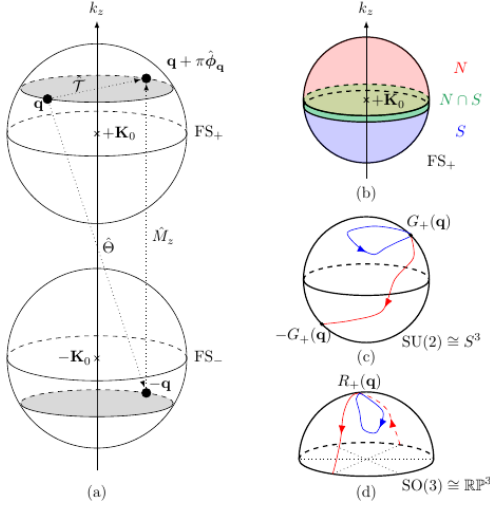 k_z
q + πφ̂_q
𝒯̂
q
+K_0
FS_+
Θ̂
M̂_z
−K_0
FS_−
−q
(a)
k_z
N
+K_0
N ∩ S
S
FS_+
(b)
G_+(q)
−G_+(q)
SU(2) ≅ S^3
(c)
R_+(q)
SO(3) ≅ ℝℙ^3
(d)